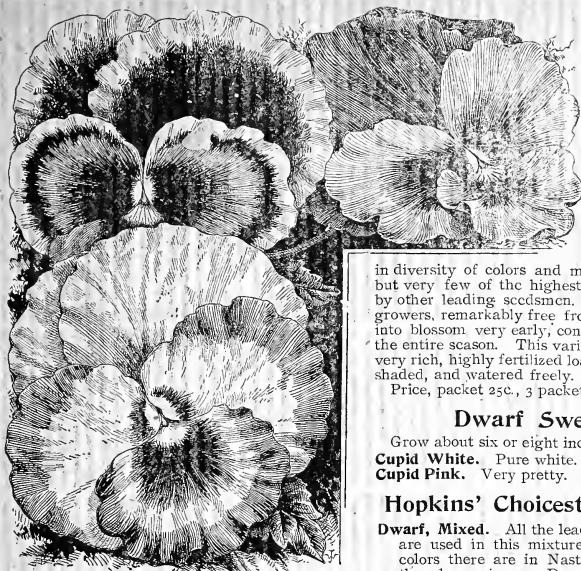 in diversity of colors and m
but very few of the highest
by other leading seedsmen.
growers, remarkably free fro
into blossom very early, con
the entire season. This vari
very rich, highly fertilized lo
shaded, and watered freely.
Price, packet 25c., 3 packet
Dwarf Swe
Grow about six or eight inc
Cupid White. Pure white.
Cupid Pink. Very pretty.
Hopkins' Choicest
Dwarf, Mixed. All the lead
are used in this mixture
colors there are in Nast